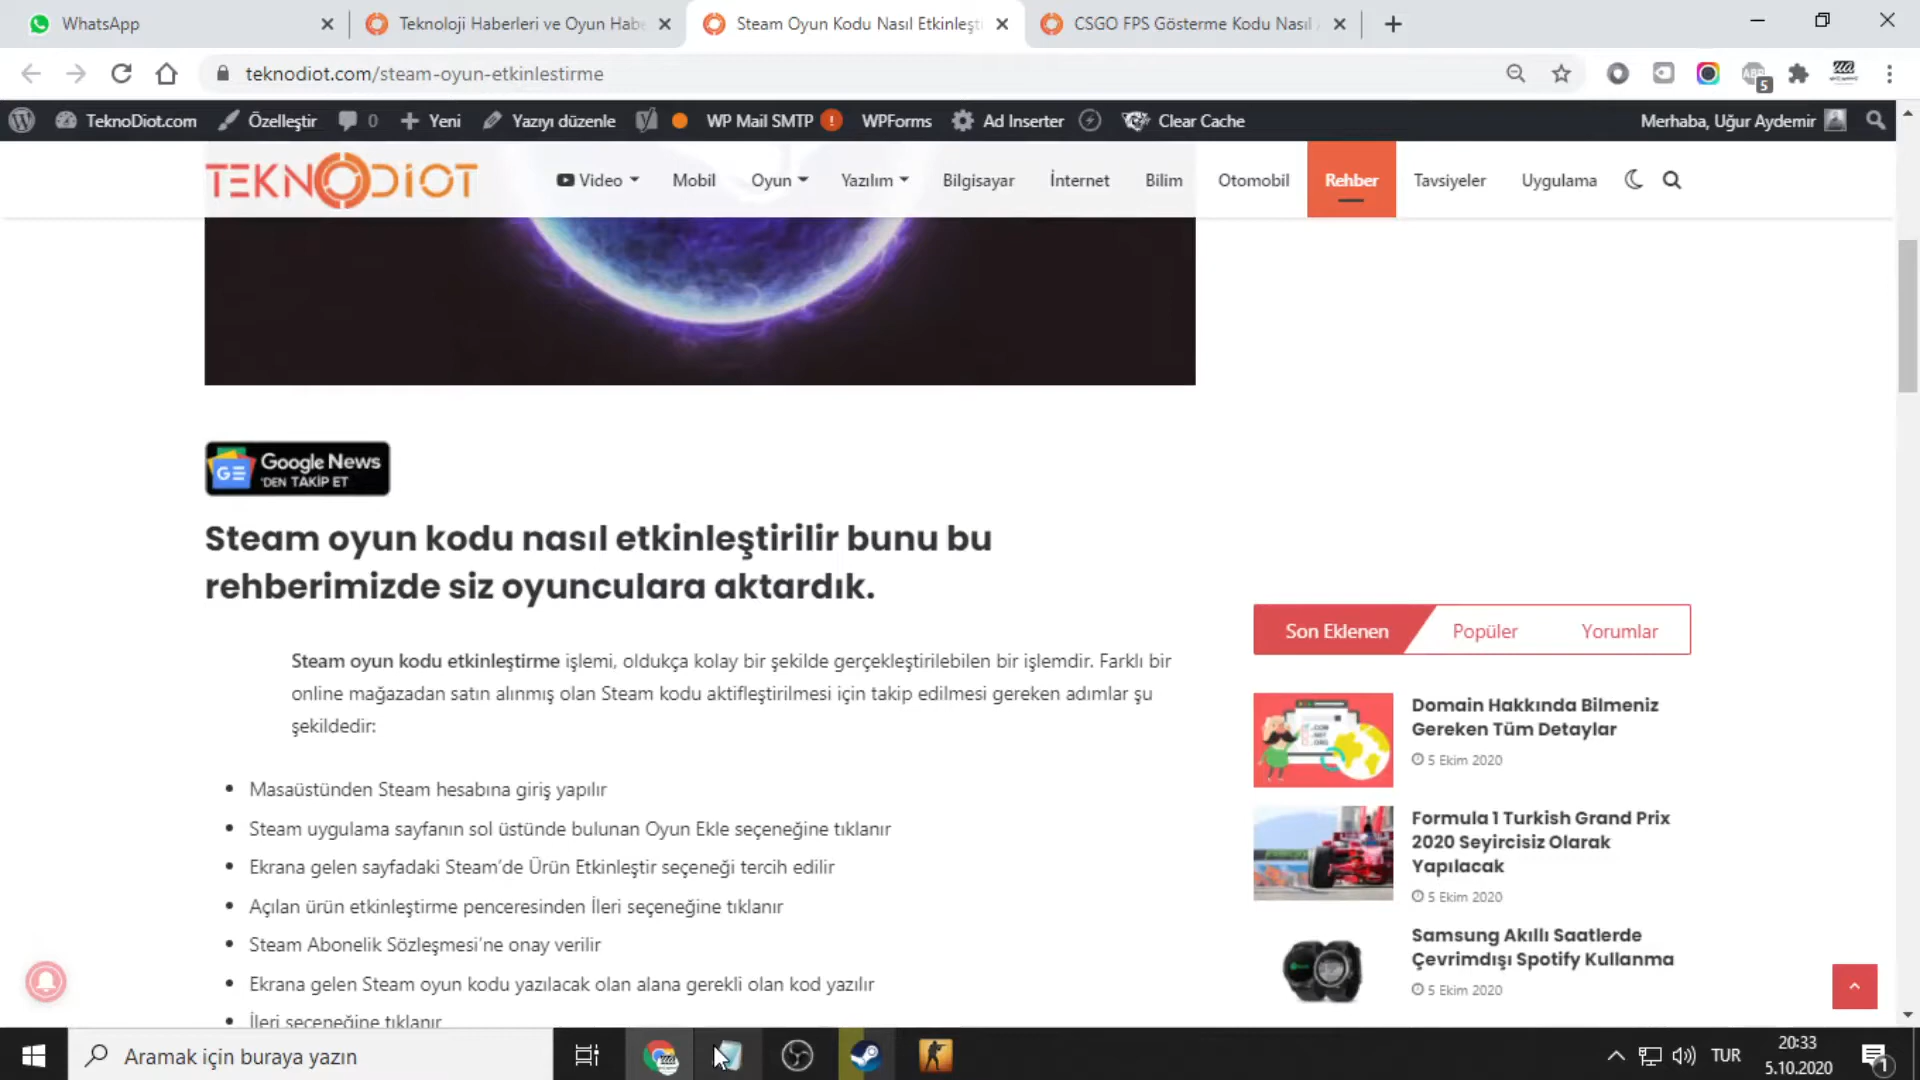 WhatsApp
Teknoloji Haberleri ve Oyun Habe
Steam Oyun Kodu Nasıl Etkinleşti
CSGO FPS Gösterme Kodu Nasıl
teknodiot.com/steam-oyun-etkinlestirme
ABP 5
TeknoDiot.com Özelleştir 0 Yeni Yazıyı düzenle WP Mail SMTP ! WPForms Ad Inserter Clear Cache Merhaba, Uğur Aydemir
TEKNODİOT
Video Mobil Oyun Yazılım Bilgisayar İnternet Bilim Otomobil Rehber Tavsiyeler Uygulama
Google News
'DEN TAKİP ET
Steam oyun kodu nasıl etkinleştirilir bunu bu
rehberimizde siz oyunculara aktardık.
Steam oyun kodu etkinleştirme işlemi, oldukça kolay bir şekilde gerçekleştirilebilen bir işlemdir. Farklı bir
online mağazadan satın alınmış olan Steam kodu aktifleştirilmesi için takip edilmesi gereken adımlar şu
şekildedir:
Masaüstünden Steam hesabına giriş yapılır
Steam uygulama sayfanın sol üstünde bulunan Oyun Ekle seçeneğine tıklanır
Ekrana gelen sayfadaki Steam’de Ürün Etkinleştir seçeneği tercih edilir
Açılan ürün etkinleştirme penceresinden İleri seçeneğine tıklanır
Steam Abonelik Sözleşmesi’ne onay verilir
Ekrana gelen Steam oyun kodu yazılacak olan alana gerekli olan kod yazılır
İleri seçeneğine tıklanır
Son Eklenen Popüler Yorumlar
Domain Hakkında Bilmeniz
Gereken Tüm Detaylar
5 Ekim 2020
Formula 1 Turkish Grand Prix
2020 Seyircisiz Olarak
Yapılacak
5 Ekim 2020
Samsung Akıllı Saatlerde
Çevrimdışı Spotify Kullanma
5 Ekim 2020
Aramak için buraya yazın
TUR
20:33
5.10.2020
1